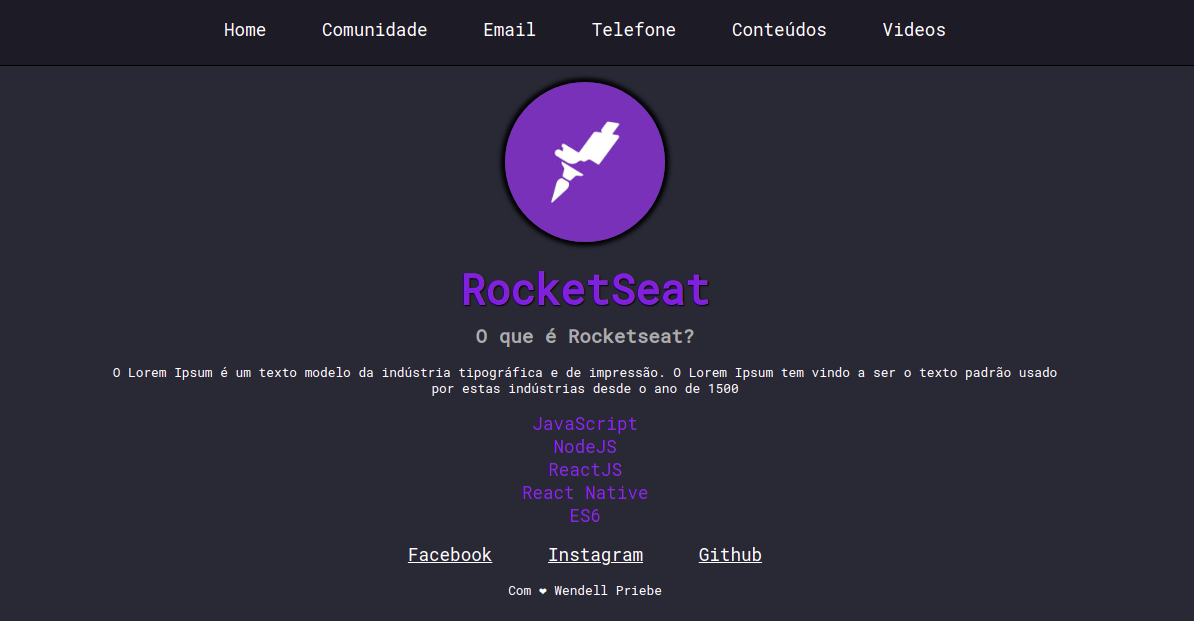 Home Comunidade Email Telefone Conteúdos Videos
RocketSeat
O que é Rocketseat?
O Lorem Ipsum é um texto modelo da indústria tipográfica e de impressão. O Lorem Ipsum tem vindo a ser o texto padrão usado
por estas indústrias desde o ano de 1500
JavaScript
NodeJS
ReactJS
React Native
ES6
Facebook Instagram Github
Com ❤ Wendell Priebe